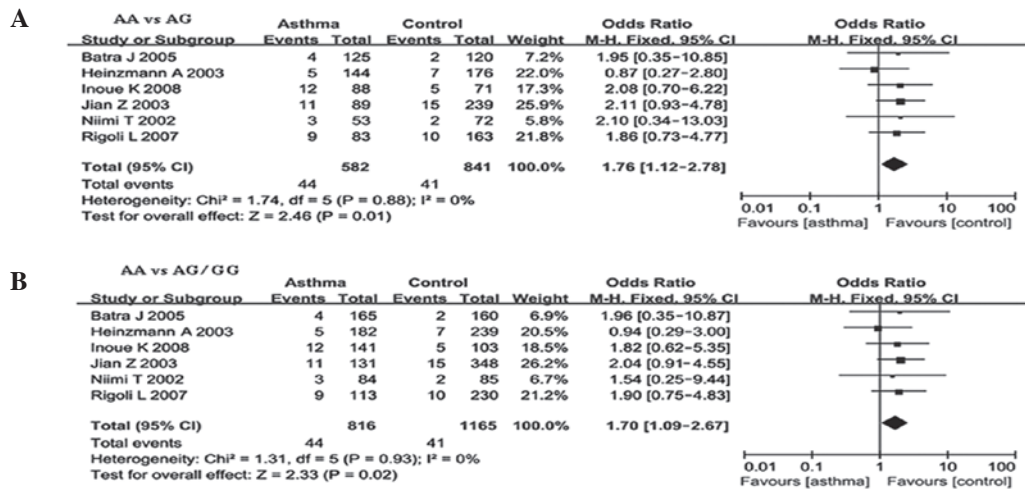 A
AA vs AG
Asthma Control Odds Ratio Odds Ratio
Study or Subgroup Events Total Events Total Weight M-H. Fixed. 95% CI M-H. Fixed. 95% CI
Batra J 2005 4 125 2 120 7.2% 1.95 [0.35-10.85]
Heinzmann A 2003 5 144 7 176 22.0% 0.87 [0.27-2.80]
Inoue K 2008 12 88 5 71 17.3% 2.08 [0.70-6.22]
Jian Z 2003 11 89 15 239 25.9% 2.11 [0.93-4.78]
Niimi T 2002 3 53 2 72 5.8% 2.10 [0.34-13.03]
Rigoli L 2007 9 83 10 163 21.8% 1.86 [0.73-4.77]
Total (95% CI) 582 841 100.0% 1.76 [1.12-2.78]
Total events 44 41
Heterogeneity: Chi² = 1.74, df = 5 (P = 0.88); I² = 0%
Test for overall effect: Z = 2.46 (P = 0.01)
0.01 0.1 1 10 100
Favours [asthma] Favours [control]
B
AA vs AG/GG
Asthma Control Odds Ratio Odds Ratio
Study or Subgroup Events Total Events Total Weight M-H. Fixed. 95% CI M-H. Fixed. 95% CI
Batra J 2005 4 165 2 160 6.9% 1.96 [0.35-10.87]
Heinzmann A 2003 5 182 7 239 20.5% 0.94 [0.29-3.00]
Inoue K 2008 12 141 5 103 18.5% 1.82 [0.62-5.35]
Jian Z 2003 11 131 15 348 26.2% 2.04 [0.91-4.55]
Niimi T 2002 3 84 2 85 6.7% 1.54 [0.25-9.44]
Rigoli L 2007 9 113 10 230 21.2% 1.90 [0.75-4.83]
Total (95% CI) 816 1165 100.0% 1.70 [1.09-2.67]
Total events 44 41
Heterogeneity: Chi² = 1.31, df = 5 (P = 0.93); I² = 0%
Test for overall effect: Z = 2.33 (P = 0.02)
0.01 0.1 1 10 100
Favours [asthma] Favours [control]